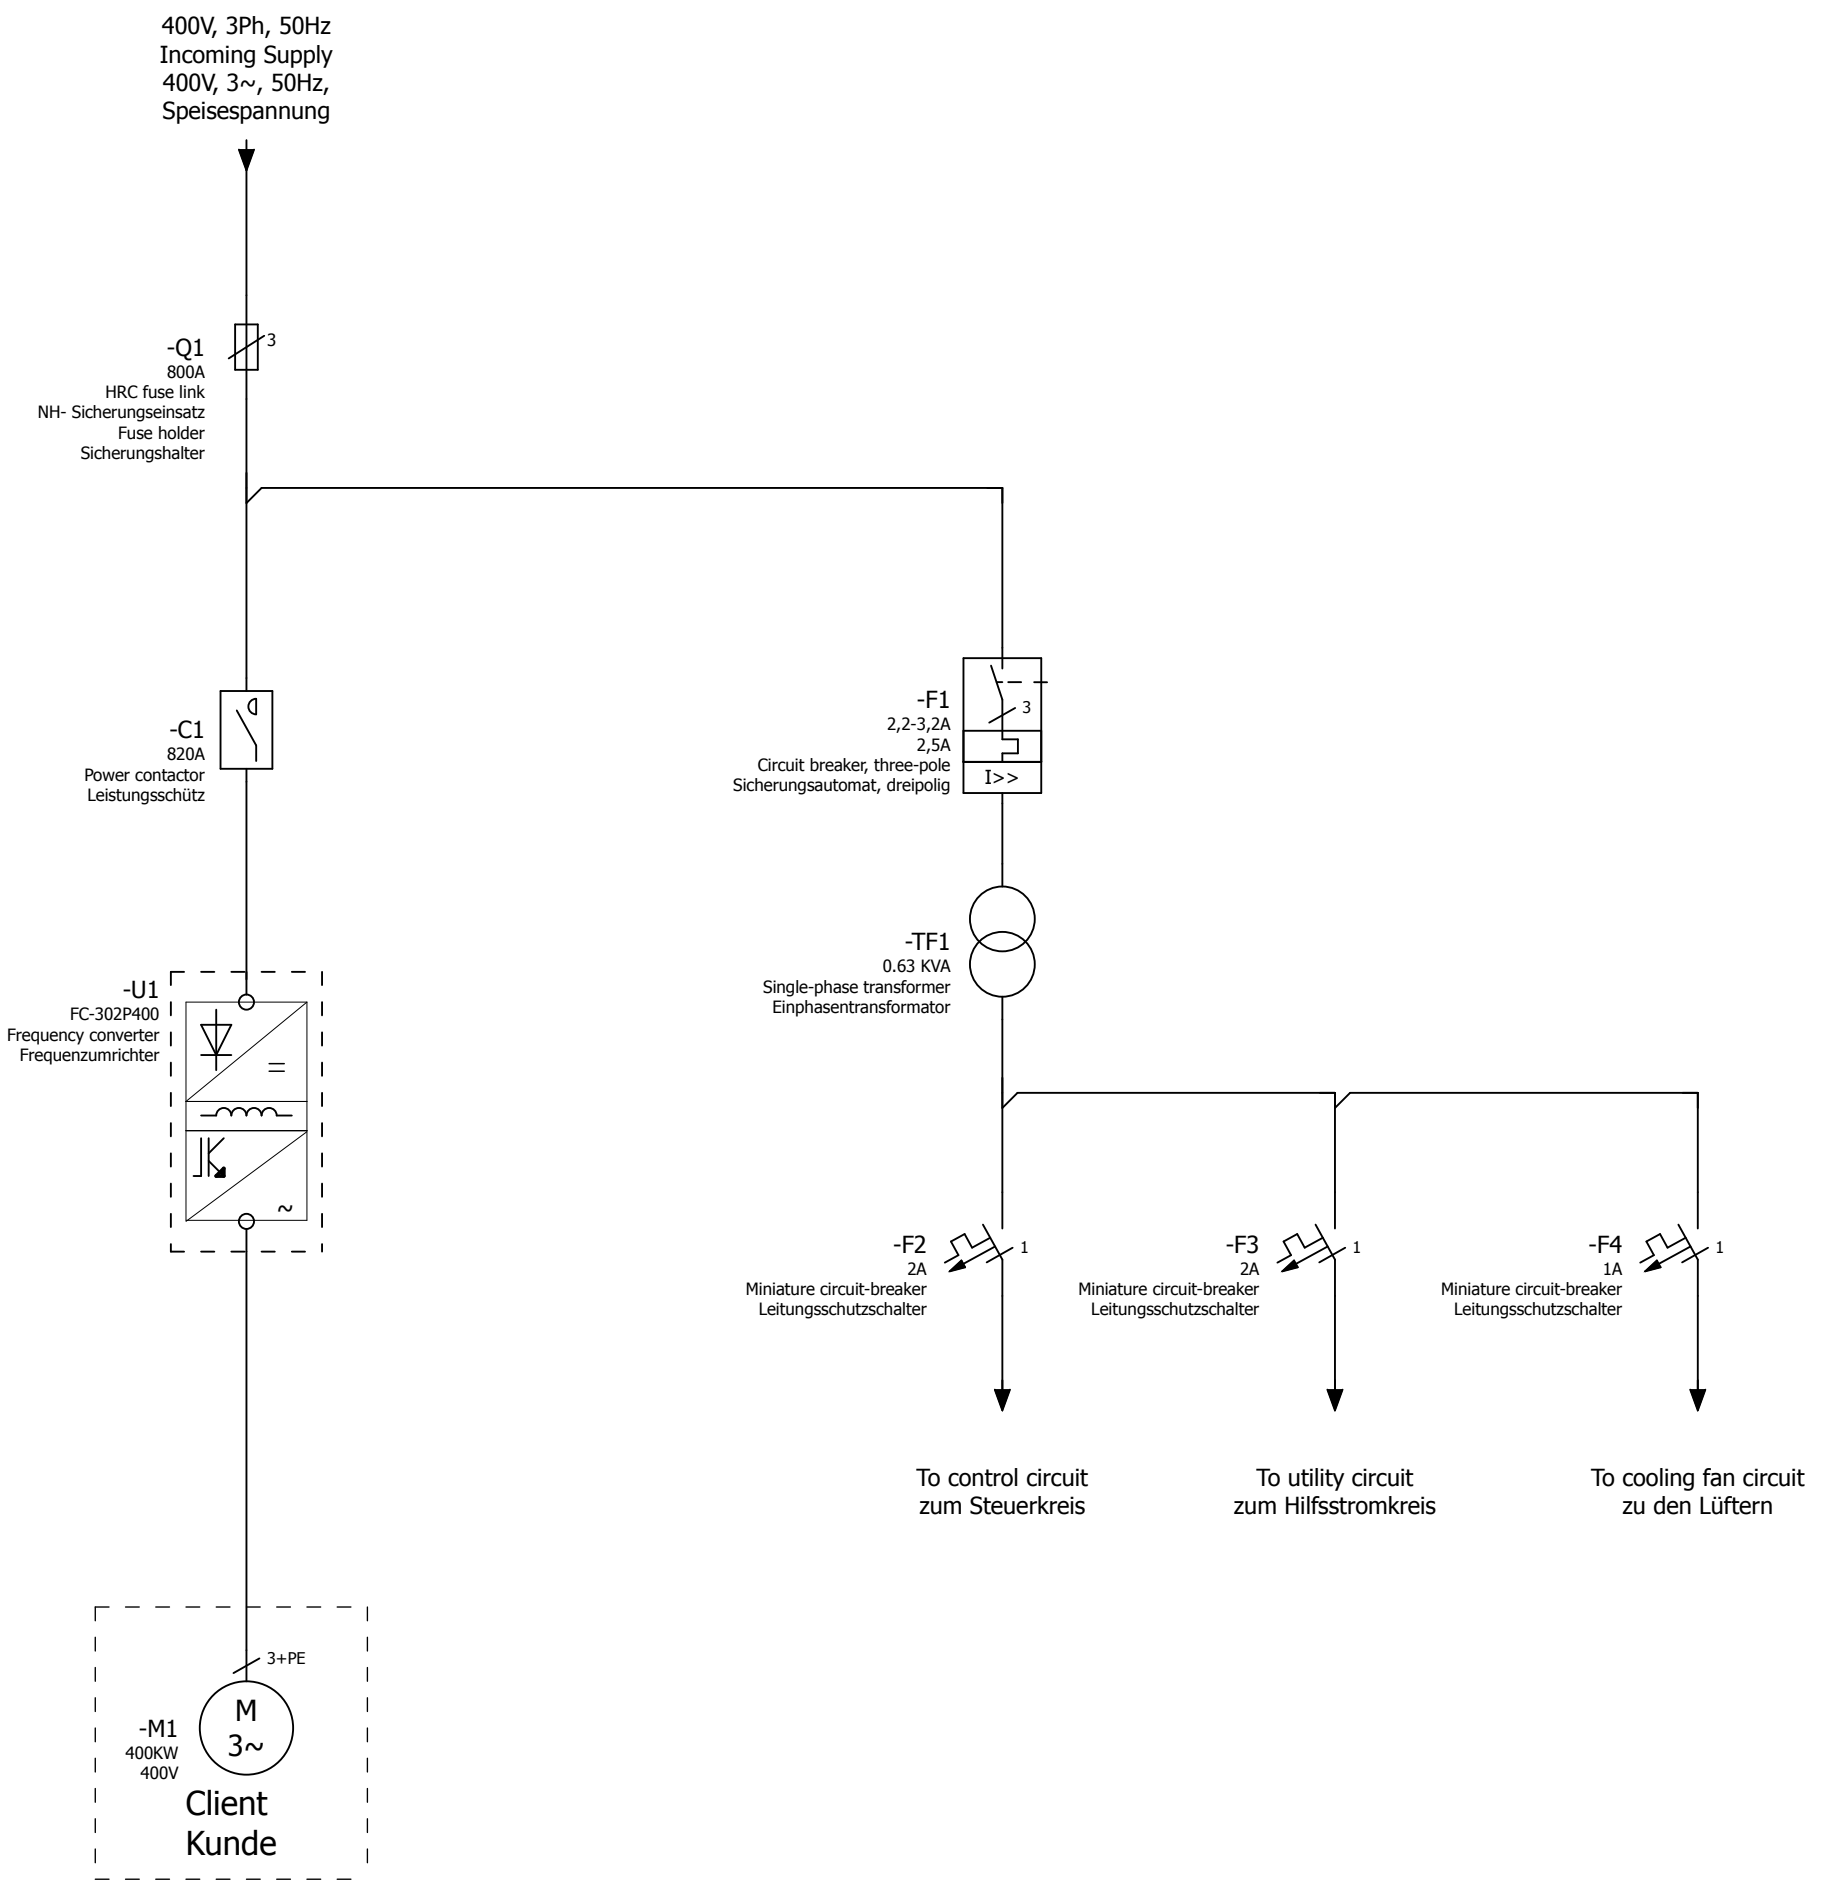 400V, 3Ph, 50Hz
Incoming Supply
400V, 3~, 50Hz,
Speisespannung
-Q1
800A
HRC fuse link
NH- Sicherungseinsatz
Fuse holder
Sicherungshalter
3
-C1
820A
Power contactor
Leistungsschütz
-F1
2,2-3,2A
2,5A
Circuit breaker, three-pole
Sicherungsautomat, dreipolig
3
I>>
-TF1
0.63 KVA
Single-phase transformer
Einphasentransformator
-U1
FC-302P400
Frequency converter
Frequenzumrichter
=
~
-F2
2A
Miniature circuit-breaker
Leitungsschutzschalter
1
-F3
2A
Miniature circuit-breaker
Leitungsschutzschalter
1
-F4
1A
Miniature circuit-breaker
Leitungsschutzschalter
1
To control circuit
zum Steuerkreis
To utility circuit
zum Hilfsstromkreis
To cooling fan circuit
zu den Lüftern
3+PE
-M1
400KW
400V
M
3~
Client
Kunde